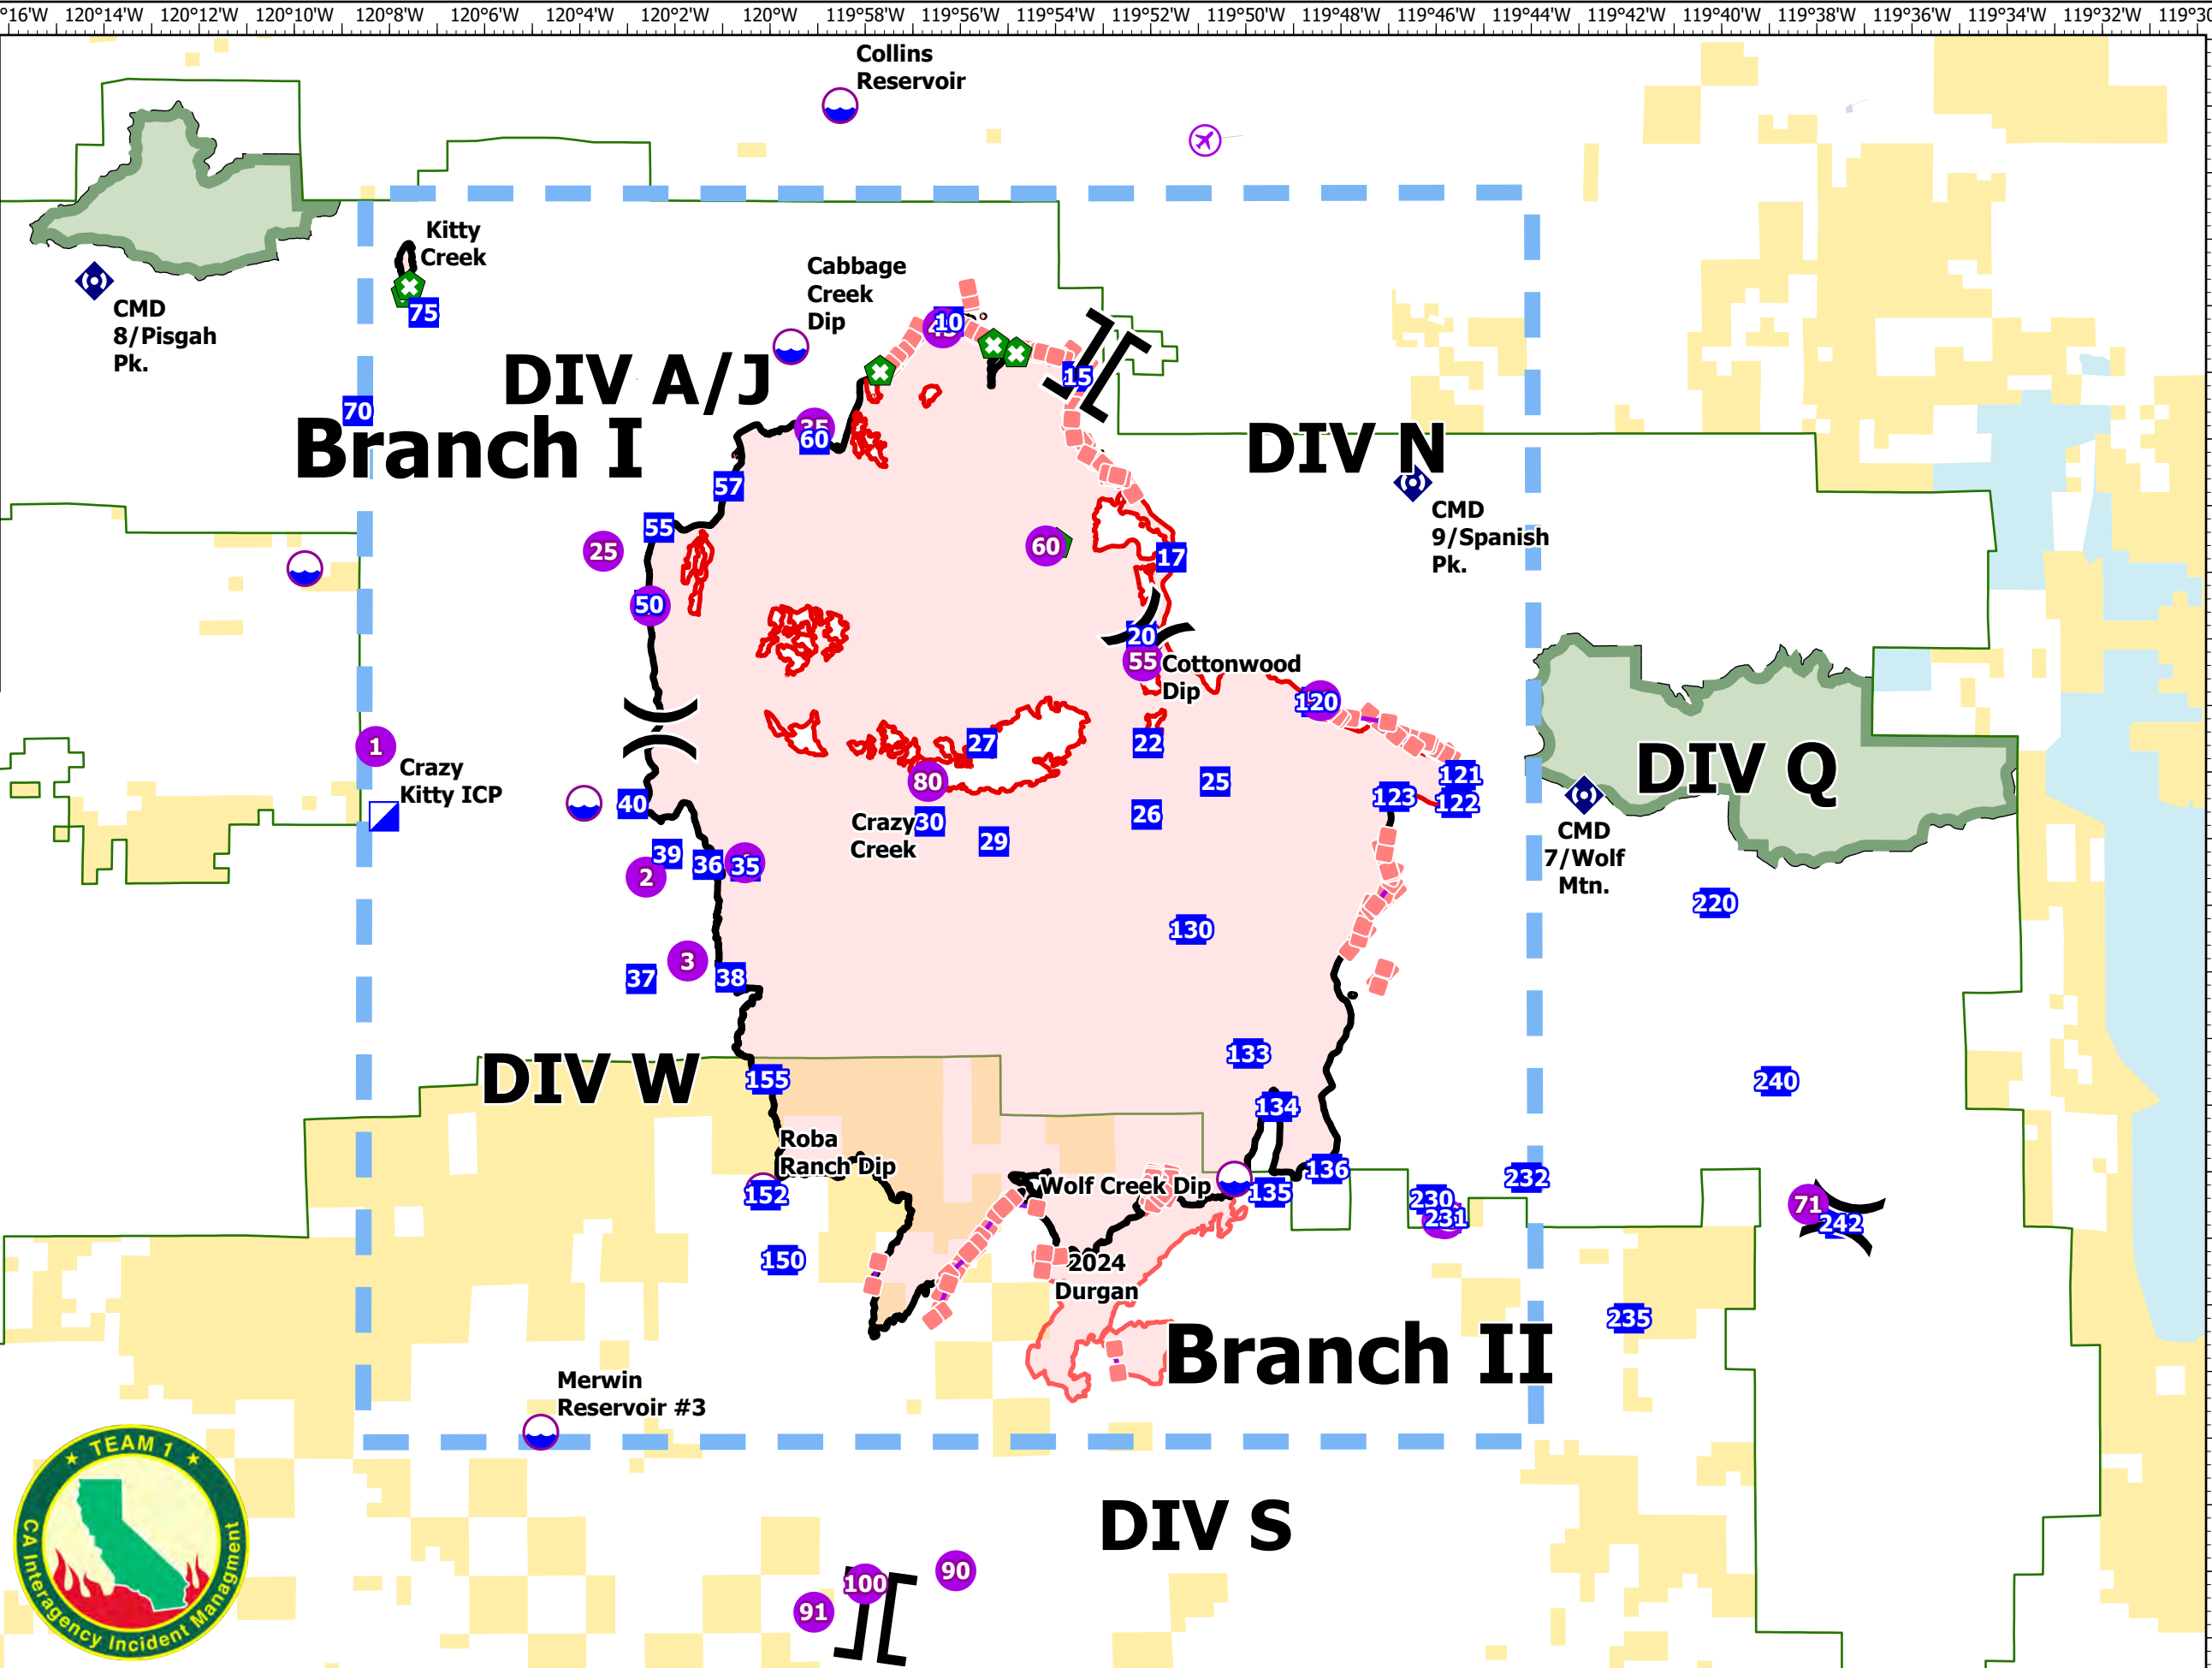 °16'W 120°14'W 120°12'W 120°10'W 120°8'W 120°6'W 120°4'W 120°2'W 120°W 119°58'W 119°56'W 119°54'W 119°52'W 119°50'W 119°48'W 119°46'W 119°44'W 119°42'W 119°40'W 119°38'W 119°36'W 119°34'W 119°32'W 119°30
Collins
Reservoir
Kitty
Creek
75
CMD
8/Pisgah
Pk.
Cabbage
Creek
Dip
10
15
DIV A/J
70
Branch I
35
60
57
55
25
50
DIV N
CMD
9/Spanish
Pk.
60
17
20
55
Cottonwood
Dip
120
1
Crazy
Kitty ICP
40
27
22
80
25
26
Crazy
Creek
30
29
121
122
123
DIV Q
CMD
7/Wolf
Mtn.
39
36
35
2
220
130
3
37
38
DIV W
155
133
134
240
Roba
Ranch Dip
152
Wolf Creek Dip
135
136
230
231
232
71
242
150
2024
Durgan
235
Branch II
Merwin
Reservoir #3
DIV S
100
90
91
TEAM 1
CA Interagency Incident Managment